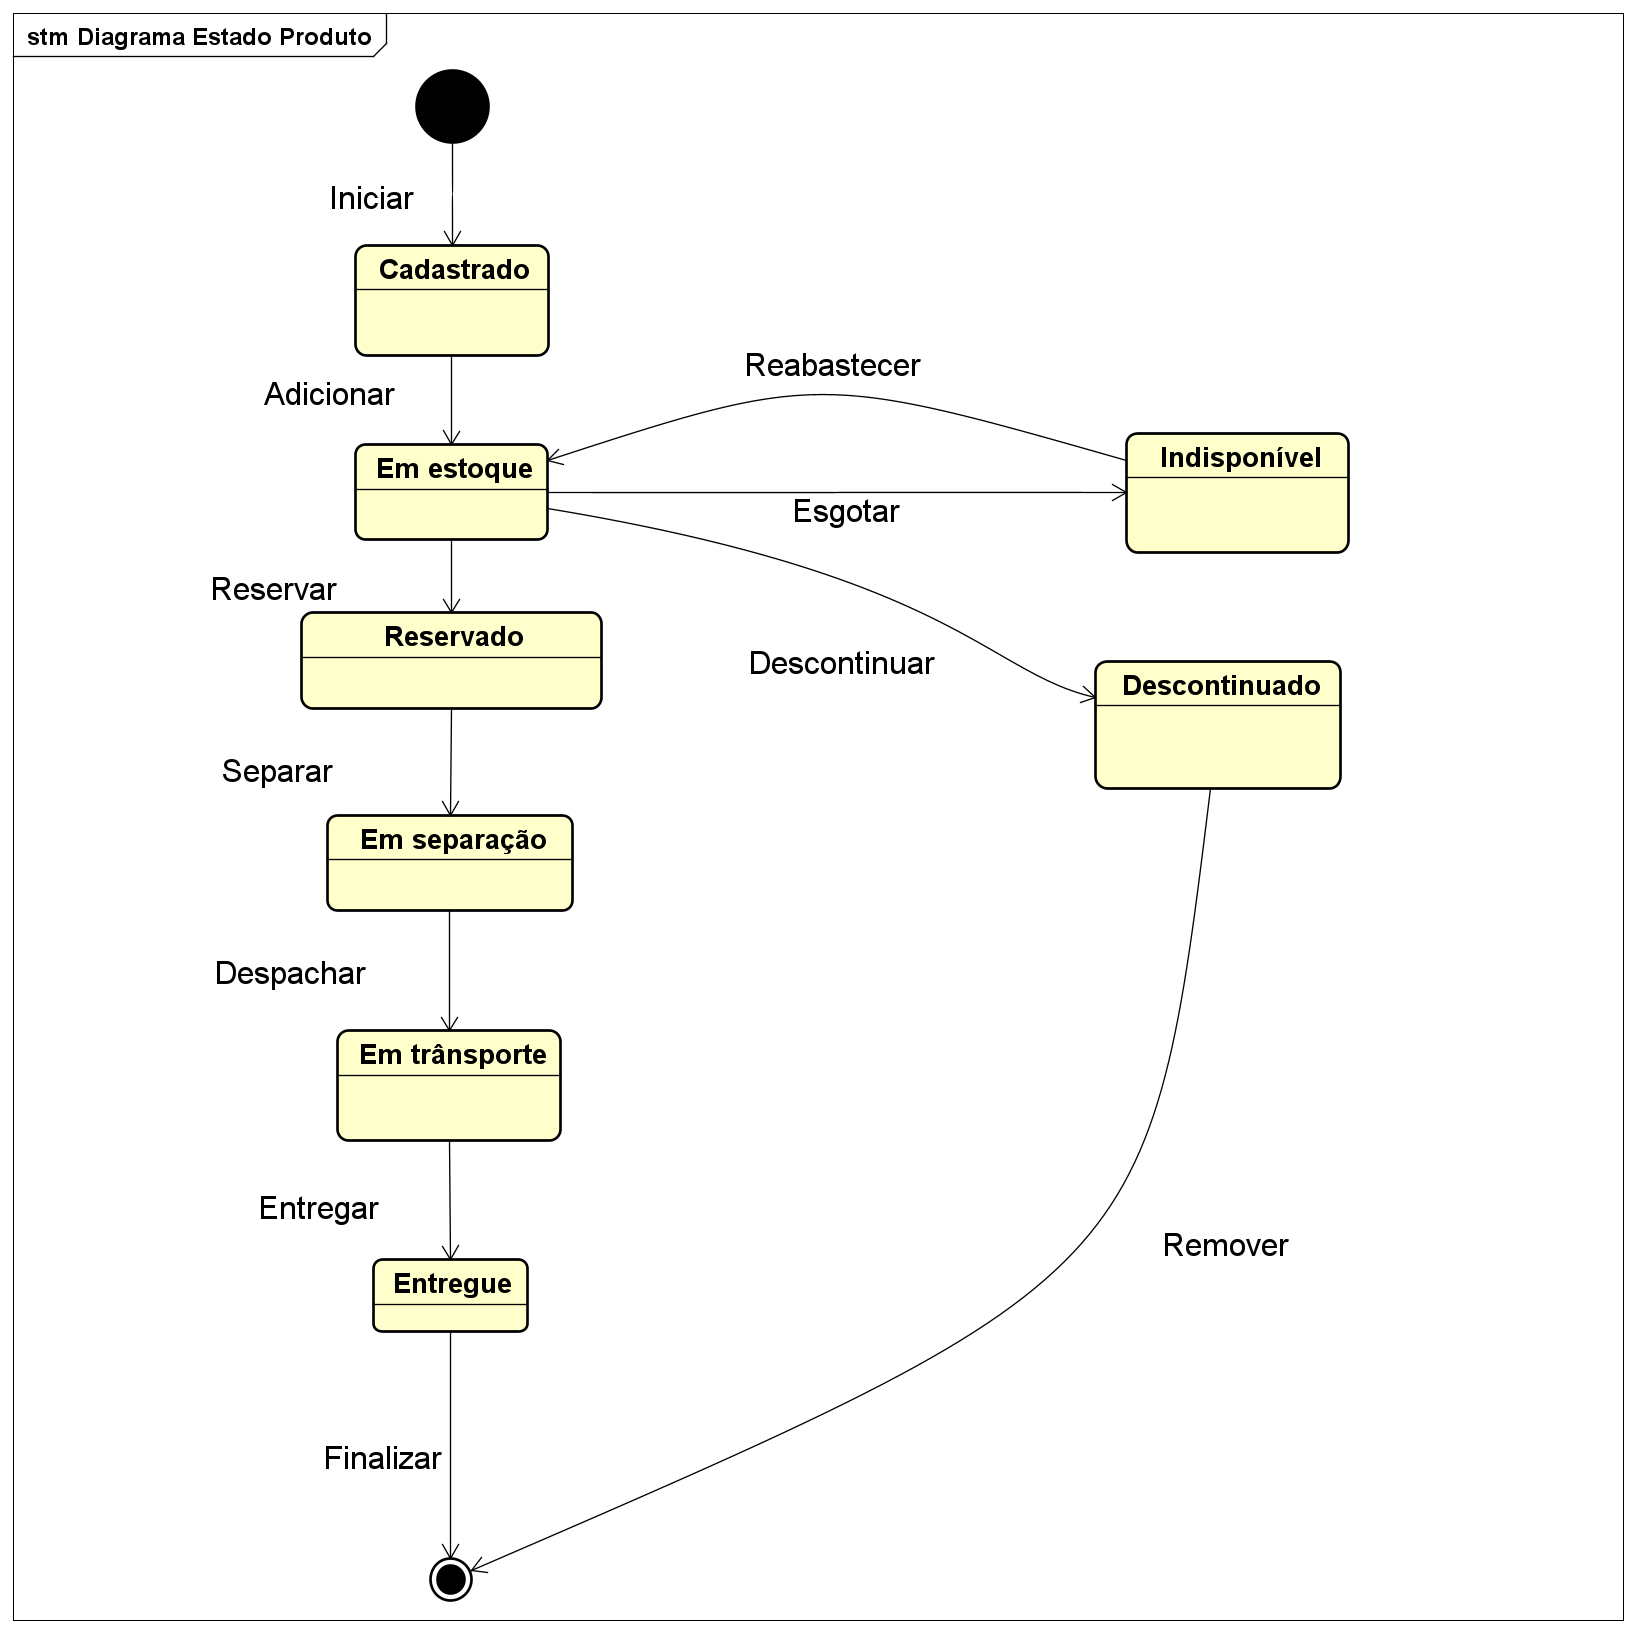 stm Diagrama Estado Produto
Iniciar
Cadastrado
Adicionar
Reabastecer
Em estoque
Indisponível
Esgotar
Reservar
Reservado
Descontinuar
Descontinuado
Separar
Em separação
Despachar
Em trânsporte
Entregar
Remover
Entregue
Finalizar